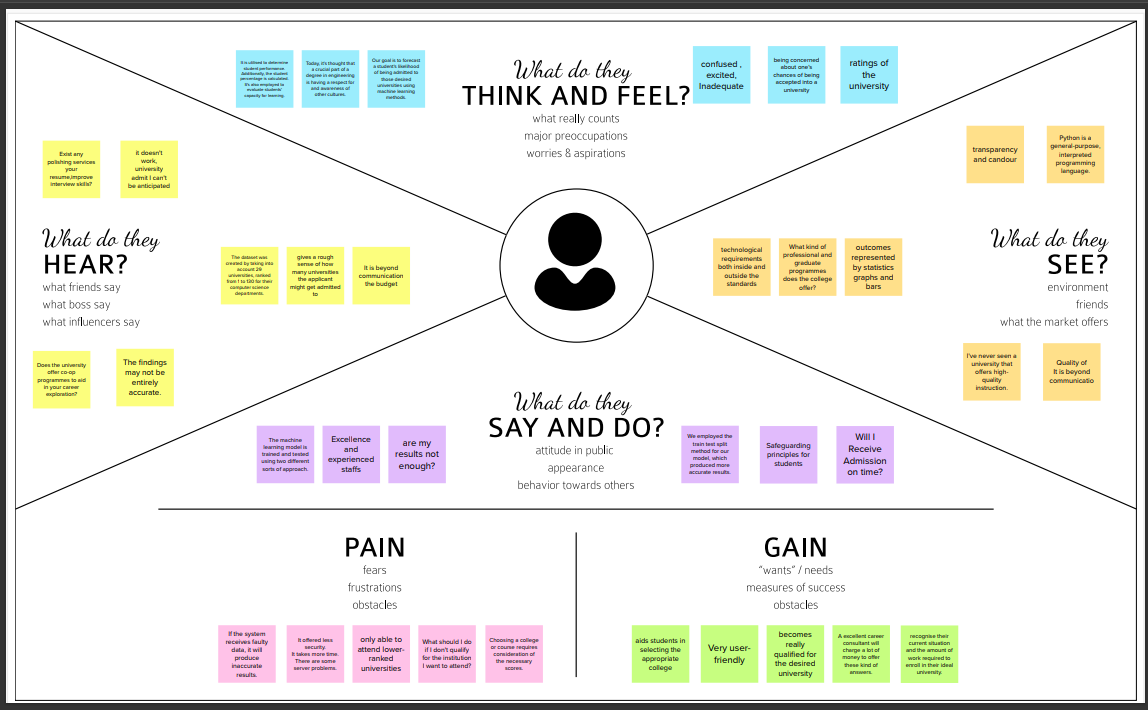 It is utilized to determine
student performance.
Additionally, the student
percentage is calculated.
It's also employed to
evaluate students'
capacity for learning.
Today, it's thought that
a crucial part of a
degree in engineering
is having a respect for
and awareness of
other cultures.
Our goal is to forecast
a student's likelihood
of being admitted to
those desired
universities using
machine learning
methods.
What do they
THINK AND FEEL?
what really counts
major preoccupations
worries & aspirations
confused ,
excited,
Inadequate
being concerned
about one's
chances of being
accepted into a
university
ratings of
the
university
Exist any
polishing services
your
resume,improve
interview skills?
it doesn't
work,
university
admit I can't
be anticipated
What do they
HEAR?
what friends say
what boss say
what influencers say
The dataset was
created by taking into
account 29
universities, ranked
from 1 to 130 for their
computer science
departments.
gives a rough
sense of how
many universities
the applicant
might get admitted
to
It is beyond
communication
the budget
Does the university
offer co-op
programmes to aid
in your career
exploration?
The findings
may not be
entirely
accurate.
transparency
and candour
Python is a
general-purpose,
interpreted
programming
language.
What do they
SEE?
environment
friends
what the market offers
technological
requirements
both inside and
outside the
standards
What kind of
professional and
graduate
programmes
does the college
offer?
outcomes
represented
by statistics
graphs and
bars
I've never seen a
university that
offers high-
quality
instruction.
Quality of
It is beyond
communicatio
What do they
SAY AND DO?
attitude in public
appearance
behavior towards others
The machine
learning model is
trained and tested
using two different
sorts of approach.
Excellence
and
experienced
staffs
are my
results not
enough?
We employed the
train test split
method for our
model, which
produced more
accurate results.
Safeguarding
principles for
students
Will I
Receive
Admission
on time?
PAIN
fears
frustrations
obstacles
If the system
receives faulty
data, it will
produce
inaccurate
results.
It offered less
security.
It takes more time.
There are some
server problems.
only able to
attend lower-
ranked
universities
What should I do
if I don't qualify
for the institution
I want to attend?
Choosing a college
or course requires
consideration of
the necessary
scores.
GAIN
"wants" / needs
measures of success
obstacles
aids students in
selecting the
appropriate
college
Very user-
friendly
becomes
really
qualified for
the desired
university
A excellent career
consultant will
charge a lot of
money to offer
these kind of
answers.
recognise their
current situation
and the amount of
work required to
enroll in their ideal
university.